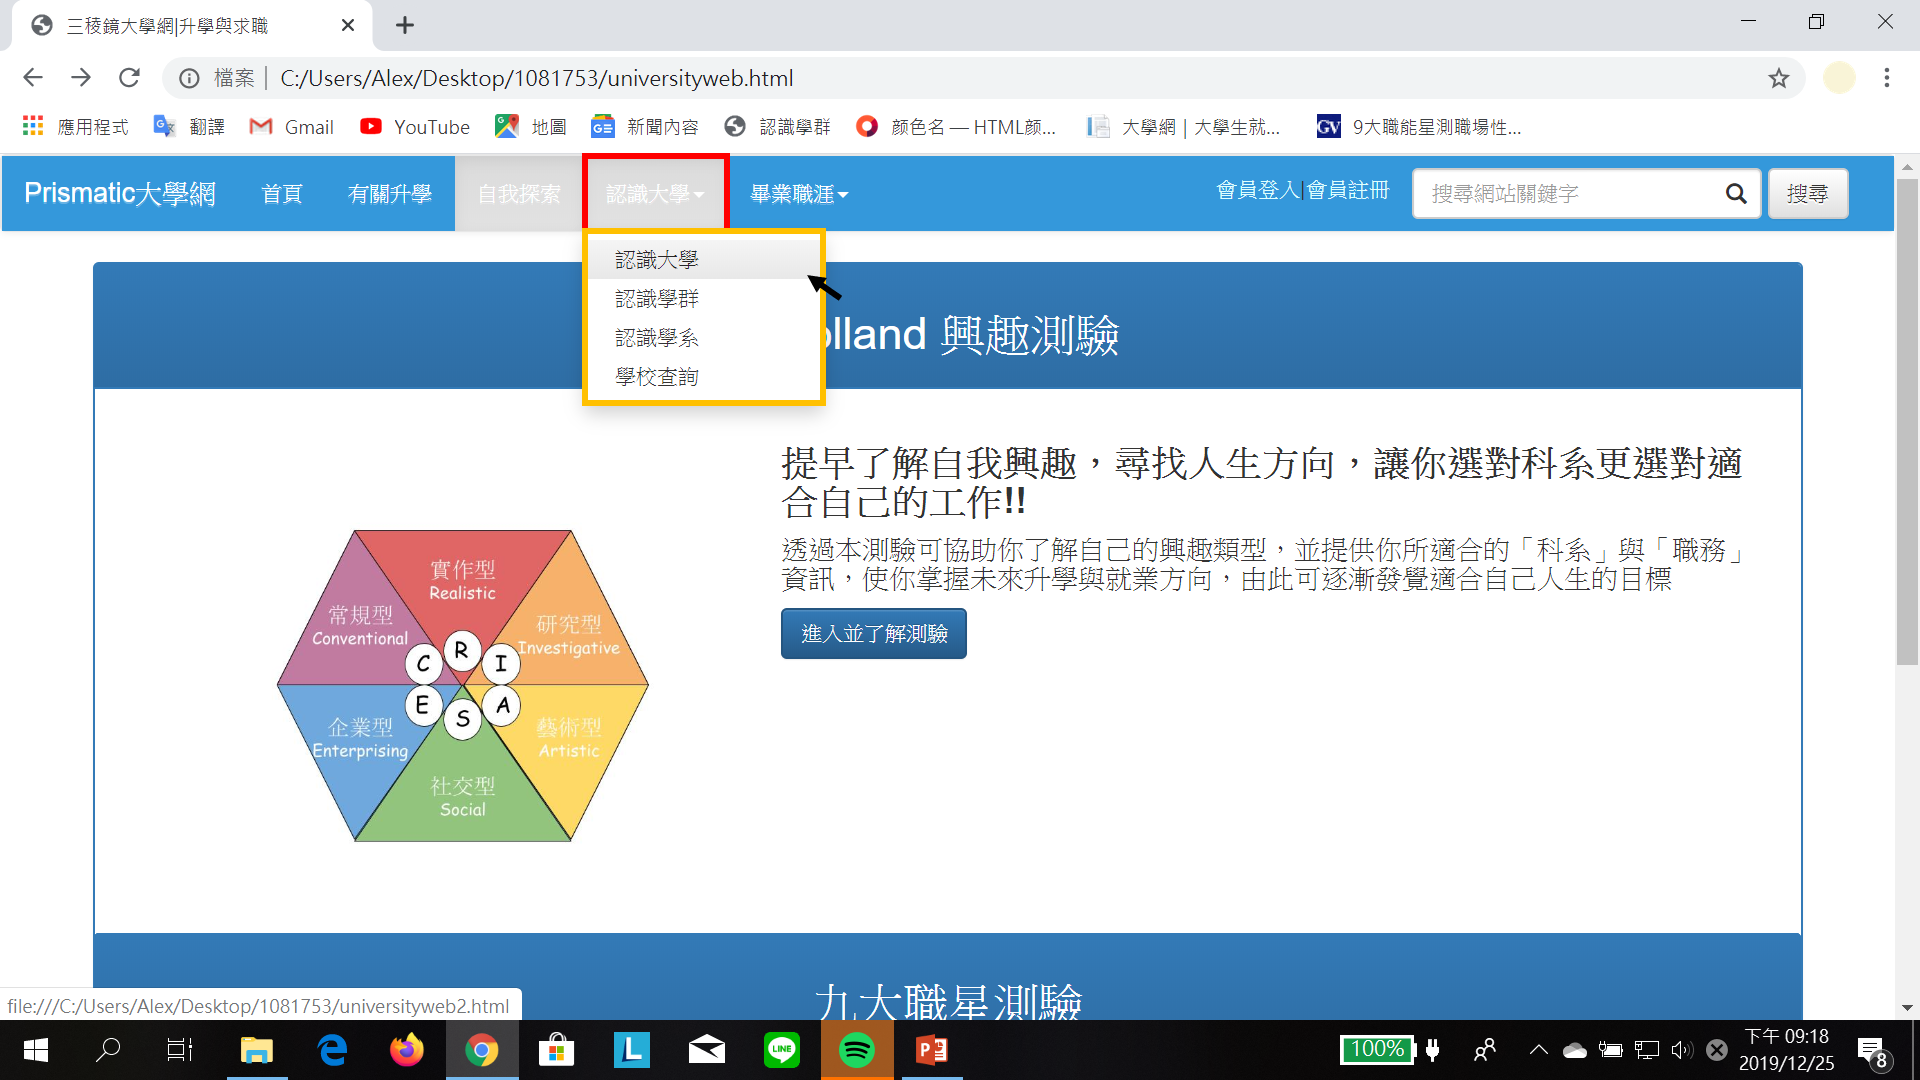 三稜鏡大學網|升學與求職
檔案 | C:/Users/Alex/Desktop/1081753/universityweb.html
應用程式 翻譯 Gmail YouTube 地圖 新聞內容 認識學群 颜色名 — HTML颜... 大學網 | 大學生就... GV 9大職能星測職場性...
Prismatic大學網 首頁 有關升學 自我探索 認識大學 畢業職涯 會員登入|會員註冊 搜尋網站關鍵字 搜尋
認識大學
認識學群
認識學系
學校查詢
olland 興趣測驗
提早了解自我興趣，尋找人生方向，讓你選對科系更選對適
合自己的工作!!
透過本測驗可協助你了解自己的興趣類型，並提供你所適合的「科系」與「職務」
資訊，使你掌握未來升學與就業方向，由此可逐漸發覺適合自己人生的目標
進入並了解測驗
實作型
Realistic
常規型
Conventional
研究型
Investigative
C R I
E S A
企業型
Enterprising
藝術型
Artistic
社交型
Social
九大職星測驗
file:///C:/Users/Alex/Desktop/1081753/universityweb2.html
100%
下午 09:18
2019/12/25
8